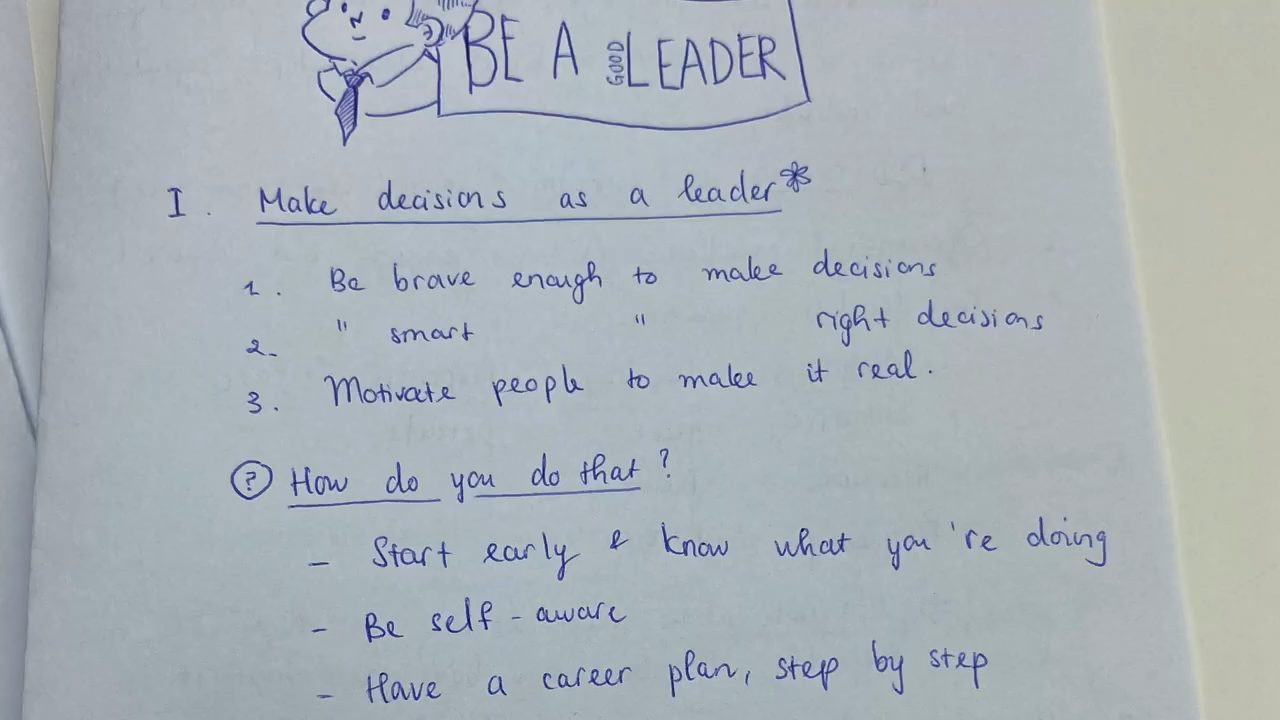 BE A GOOD LEADER
I. Make decisions as a leader*
1. Be brave enough to make decisions
2. " smart " right decisions
3. Motivate people to make it real.
? How do you do that?
- Start early & know what you're doing
- Be self-aware
- Have a career plan, step by step